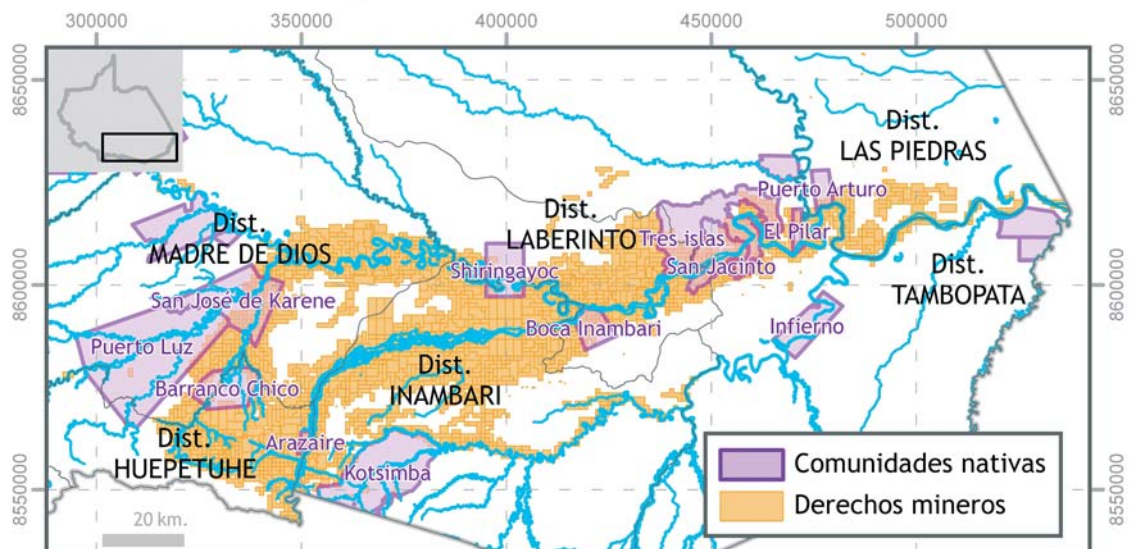 300000
350000
400000
450000
500000
8650000
8650000
Dist.
LAS PIEDRAS
Puerto Arturo
Dist.
MADRE DE DIOS
Dist.
LABERINTO
Tres islas
El Pilar
Shiringayoc
San Jacinto
Dist.
TAMBOPATA
8600000
8600000
San José de Karene
Puerto Luz
Boca Inambari
Infierno
Dist.
INAMBARI
Barranco Chico
Dist.
HUEPETUHE
Arazaire
Kotsimba
8550000
8550000
20 km.
Comunidades nativas
Derechos mineros